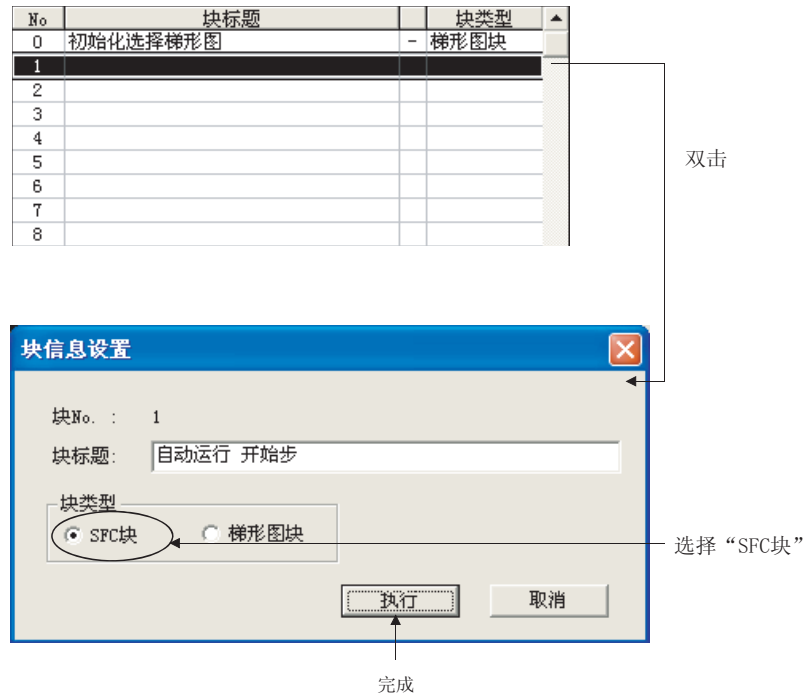 No 块标题 块类型
0 初始化选择梯形图 - 梯形图块
1
2
3
4
5
6
7
8
双击
块信息设置
块No. : 1
块标题: 自动运行 开始步
块类型
SFC块 梯形图块
选择“SFC块”
执行 取消
完成